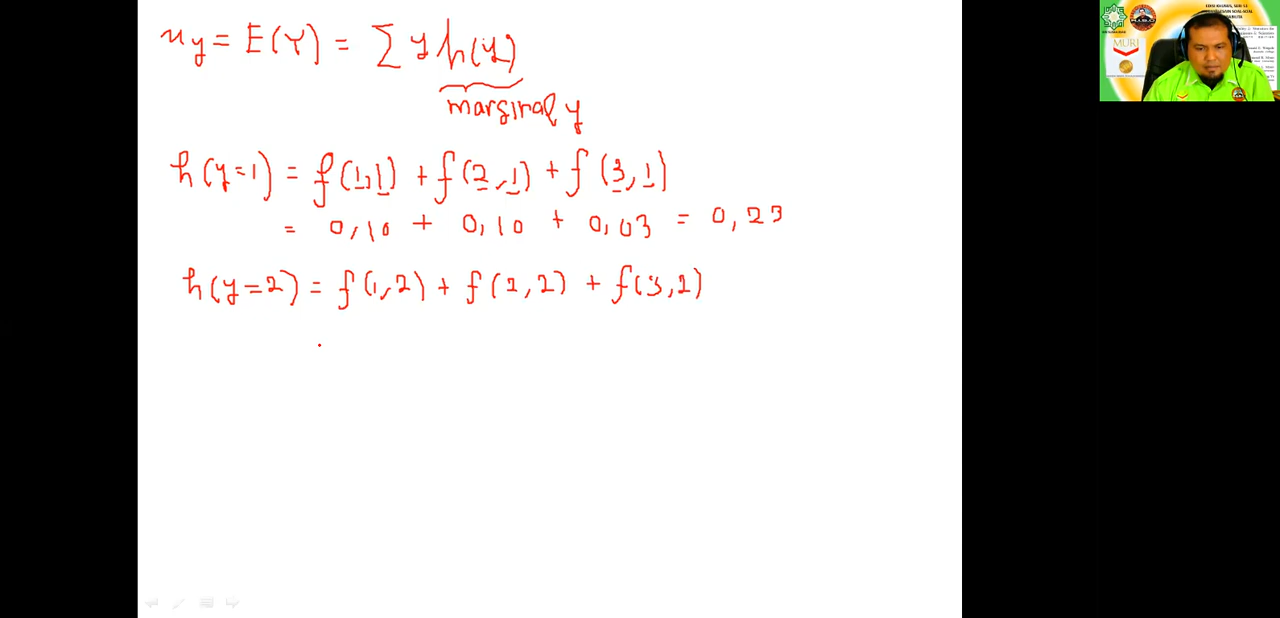 μy = E(Y) = Σ y h(y)
marginal y
h(y=1) = f(1,1) + f(2,1) + f(3,1)
= 0,10 + 0,10 + 0,03 = 0,23
h(y=2) = f(1,2) + f(2,2) + f(3,2)
MURI